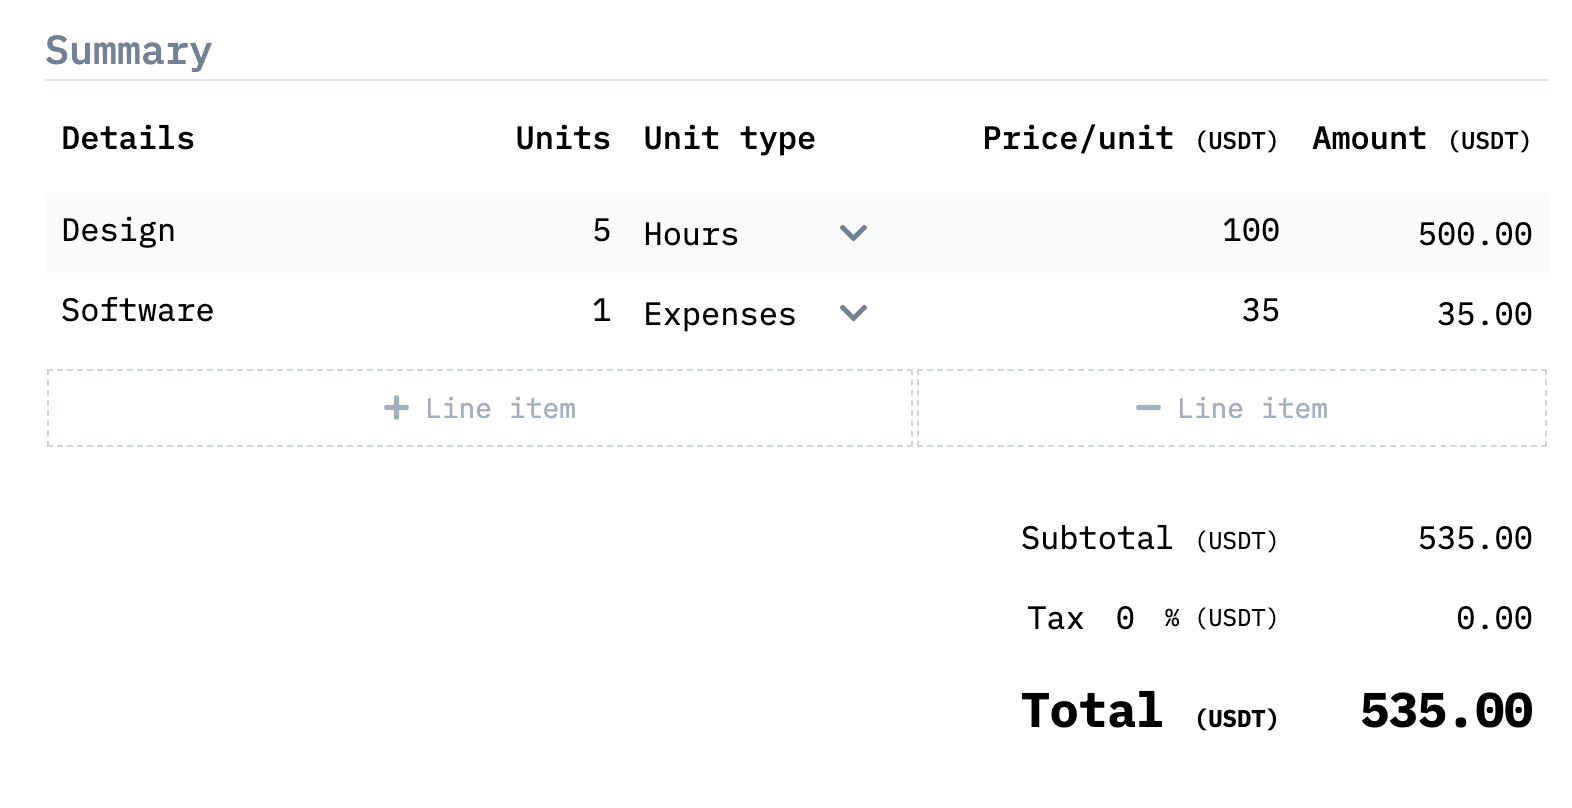 Summary
Details Units Unit type Price/unit (USDT) Amount (USDT)
Design 5 Hours 100 500.00
Software 1 Expenses 35 35.00
+ Line item − Line item
Subtotal (USDT) 535.00
Tax 0 % (USDT) 0.00
Total (USDT) 535.00